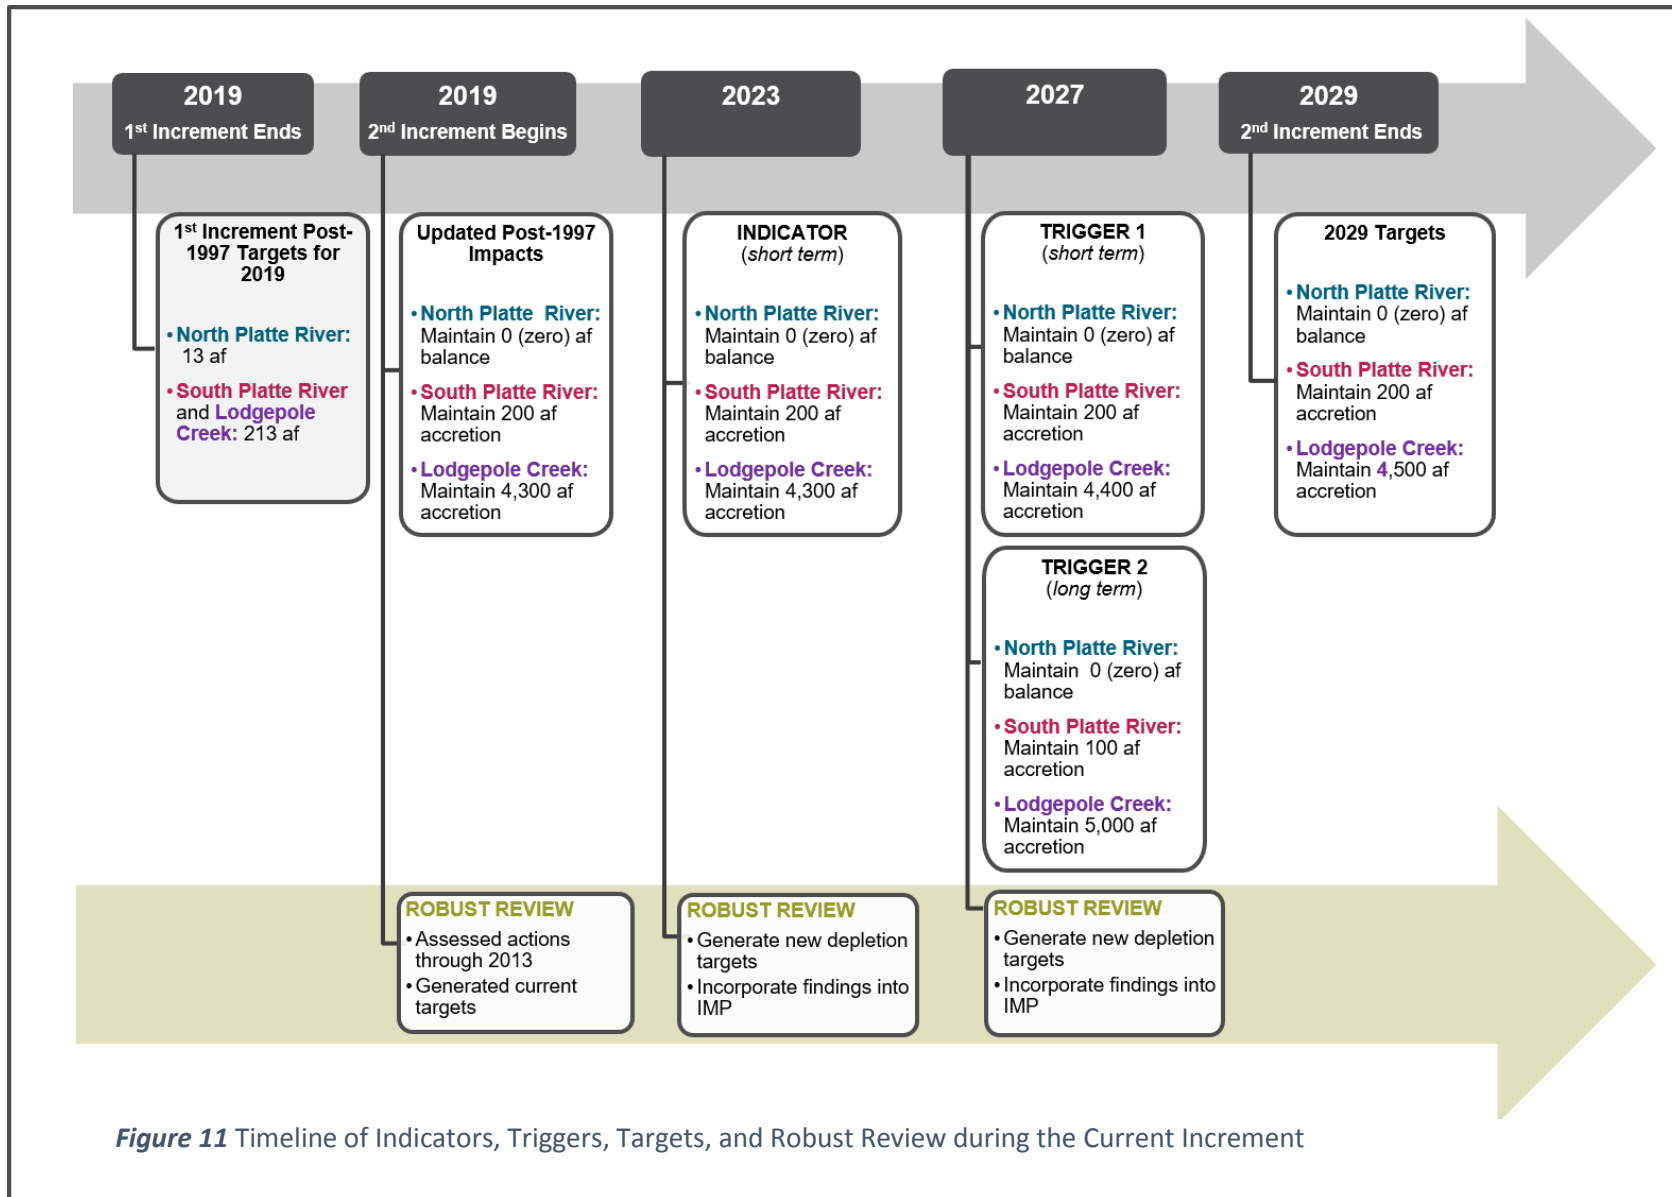 2019
1st Increment Ends
2019
2nd Increment Begins
2023
2027
2029
2nd Increment Ends
1st Increment Post-
1997 Targets for
2019
• North Platte River:
13 af
• South Platte River
and Lodgepole
Creek: 213 af
Updated Post-1997
Impacts
• North Platte River:
Maintain 0 (zero) af
balance
• South Platte River:
Maintain 200 af
accretion
• Lodgepole Creek:
Maintain 4,300 af
accretion
INDICATOR
(short term)
• North Platte River:
Maintain 0 (zero) af
balance
• South Platte River:
Maintain 200 af
accretion
• Lodgepole Creek:
Maintain 4,300 af
accretion
TRIGGER 1
(short term)
• North Platte River:
Maintain 0 (zero) af
balance
• South Platte River:
Maintain 200 af
accretion
• Lodgepole Creek:
Maintain 4,400 af
accretion
2029 Targets
• North Platte River:
Maintain 0 (zero) af
balance
• South Platte River:
Maintain 200 af
accretion
• Lodgepole Creek:
Maintain 4,500 af
accretion
TRIGGER 2
(long term)
• North Platte River:
Maintain 0 (zero) af
balance
• South Platte River:
Maintain 100 af
accretion
• Lodgepole Creek:
Maintain 5,000 af
accretion
ROBUST REVIEW
• Assessed actions
through 2013
• Generated current
targets
ROBUST REVIEW
• Generate new depletion
targets
• Incorporate findings into
IMP
ROBUST REVIEW
• Generate new depletion
targets
• Incorporate findings into
IMP
Figure 11 Timeline of Indicators, Triggers, Targets, and Robust Review during the Current Increment